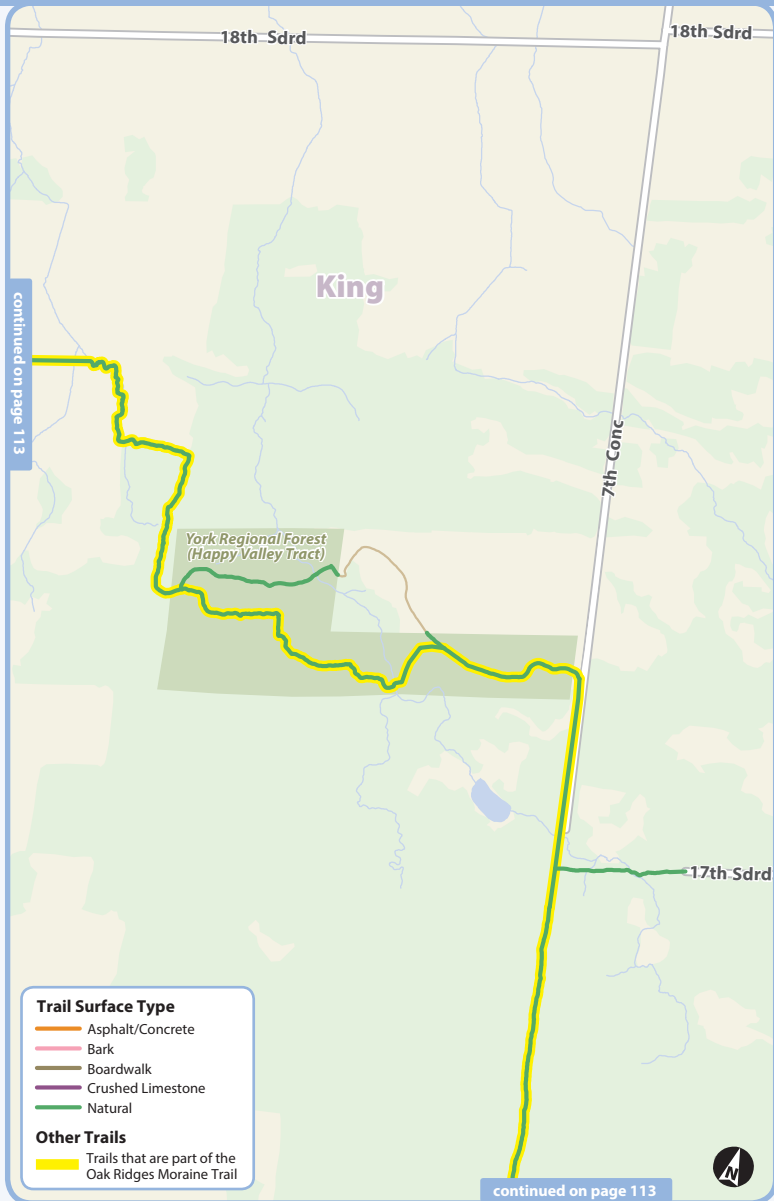 18th Sdrd
18th Sdrd
King
continued on page 113
7th Conc
York Regional Forest
(Happy Valley Tract)
17th Sdrd
Trail Surface Type
Asphalt/Concrete
Bark
Boardwalk
Crushed Limestone
Natural
Other Trails
Trails that are part of the
Oak Ridges Moraine Trail
N
continued on page 113